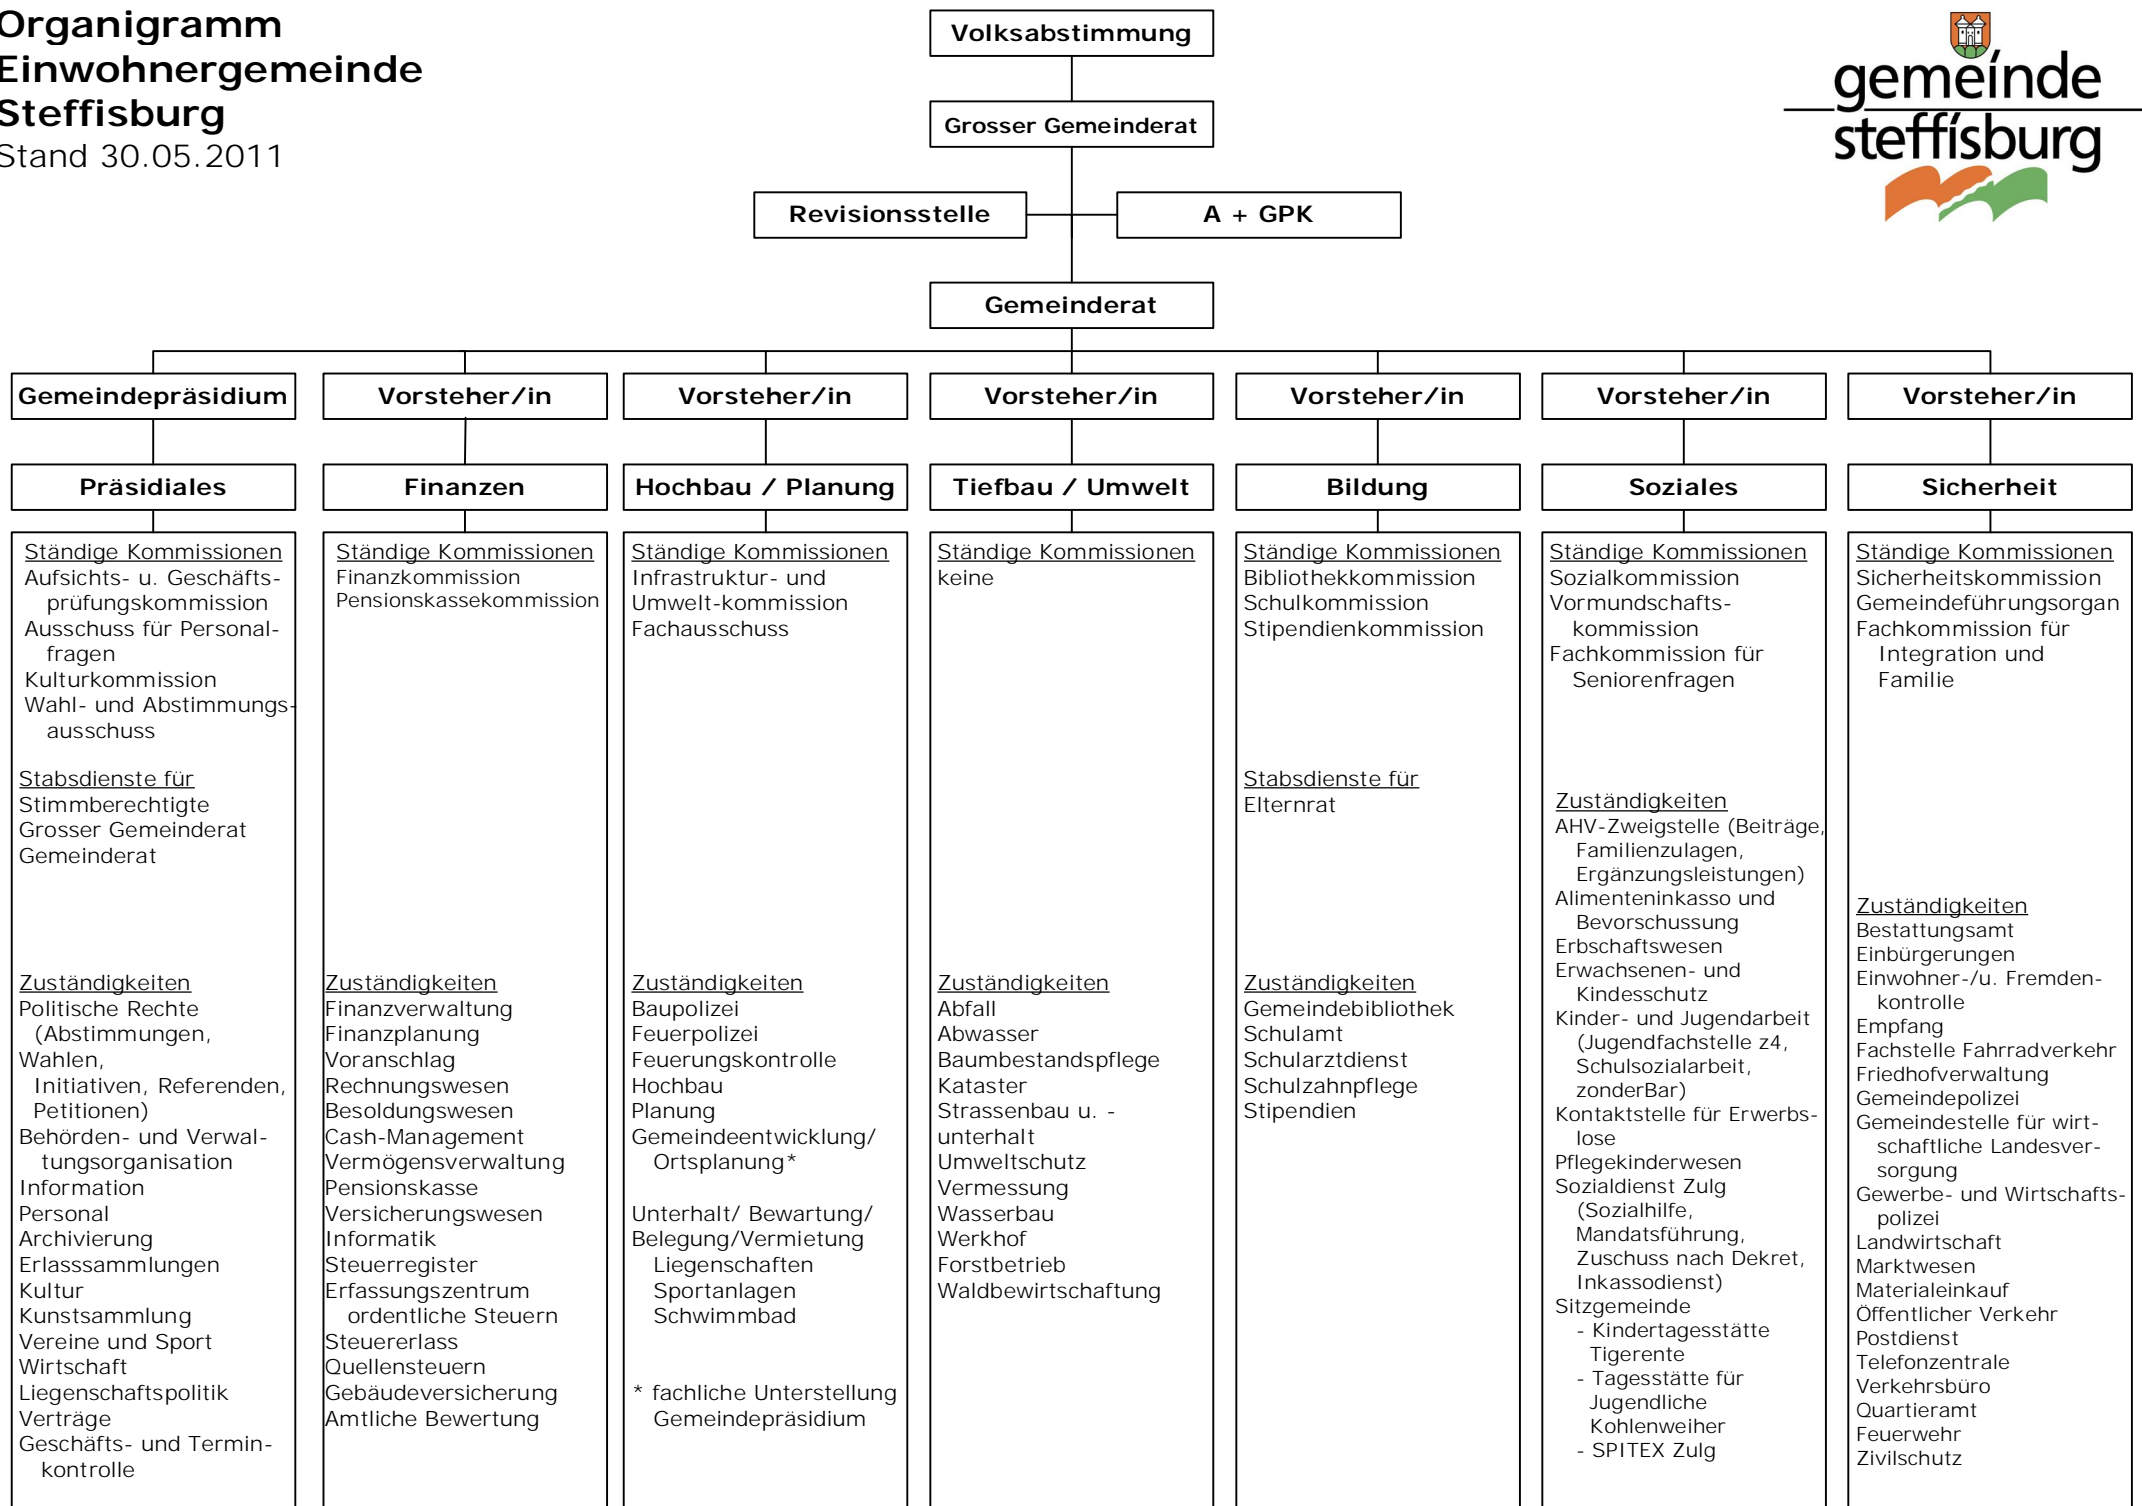 Organigramm
Einwohnergemeinde
Steffisburg
Stand 30.05.2011
gemeínde
steffísburg
Volksabstimmung
Grosser Gemeinderat
Revisionsstelle
A + GPK
Gemeinderat
Gemeindepräsidium
Vorsteher/in
Vorsteher/in
Vorsteher/in
Vorsteher/in
Vorsteher/in
Vorsteher/in
Präsidiales
Finanzen
Hochbau / Planung
Tiefbau / Umwelt
Bildung
Soziales
Sicherheit
Ständige Kommissionen
Aufsichts- u. Geschäfts-
prüfungskommission
Ausschuss für Personal-
fragen
Kulturkommission
Wahl- und Abstimmungs-
ausschuss
Stabsdienste für
Stimmberechtigte
Grosser Gemeinderat
Gemeinderat
Zuständigkeiten
Politische Rechte
(Abstimmungen,
Wahlen,
Initiativen, Referenden,
Petitionen)
Behörden- und Verwal-
tungsorganisation
Information
Personal
Archivierung
Erlasssammlungen
Kultur
Kunstsammlung
Vereine und Sport
Wirtschaft
Liegenschaftspolitik
Verträge
Geschäfts- und Termin-
kontrolle
Ständige Kommissionen
Finanzkommission
Pensionskassekommission
Zuständigkeiten
Finanzverwaltung
Finanzplanung
Voranschlag
Rechnungswesen
Besoldungswesen
Cash-Management
Vermögensverwaltung
Pensionskasse
Versicherungswesen
Informatik
Steuerregister
Erfassungszentrum
ordentliche Steuern
Steuererlass
Quellensteuern
Gebäudeversicherung
Amtliche Bewertung
Ständige Kommissionen
Infrastruktur- und
Umwelt-kommission
Fachausschuss
Zuständigkeiten
Baupolizei
Feuerpolizei
Feuerungskontrolle
Hochbau
Planung
Gemeindeentwicklung/
Ortsplanung*
Unterhalt/ Bewartung/
Belegung/Vermietung
Liegenschaften
Sportanlagen
Schwimmbad
* fachliche Unterstellung
Gemeindepräsidium
Ständige Kommissionen
keine
Zuständigkeiten
Abfall
Abwasser
Baumbestandspflege
Kataster
Strassenbau u. -
unterhalt
Umweltschutz
Vermessung
Wasserbau
Werkhof
Forstbetrieb
Waldbewirtschaftung
Ständige Kommissionen
Bibliothekkommission
Schulkommission
Stipendienkommission
Stabsdienste für
Elternrat
Zuständigkeiten
Gemeindebibliothek
Schulamt
Schularztdienst
Schulzahnpflege
Stipendien
Ständige Kommissionen
Sozialkommission
Vormundschafts-
kommission
Fachkommission für
Seniorenfragen
Zuständigkeiten
AHV-Zweigstelle (Beiträge,
Familienzulagen,
Ergänzungsleistungen)
Alimenteninkasso und
Bevorschussung
Erbschaftswesen
Erwachsenen- und
Kindesschutz
Kinder- und Jugendarbeit
(Jugendfachstelle z4,
Schulsozialarbeit,
zonderBar)
Kontaktstelle für Erwerbs-
lose
Pflegekinderwesen
Sozialdienst Zulg
(Sozialhilfe,
Mandatsführung,
Zuschuss nach Dekret,
Inkassodienst)
Sitzgemeinde
- Kindertagesstätte
Tigerente
- Tagesstätte für
Jugendliche
Kohlenweiher
- SPITEX Zulg
Ständige Kommissionen
Sicherheitskommission
Gemeindeführungsorgan
Fachkommission für
Integration und
Familie
Zuständigkeiten
Bestattungsamt
Einbürgerungen
Einwohner-/u. Fremden-
kontrolle
Empfang
Fachstelle Fahrradverkehr
Friedhofverwaltung
Gemeindepolizei
Gemeindestelle für wirt-
schaftliche Landesver-
sorgung
Gewerbe- und Wirtschafts-
polizei
Landwirtschaft
Marktwesen
Materialeinkauf
Öffentlicher Verkehr
Postdienst
Telefonzentrale
Verkehrsbüro
Quartieramt
Feuerwehr
Zivilschutz